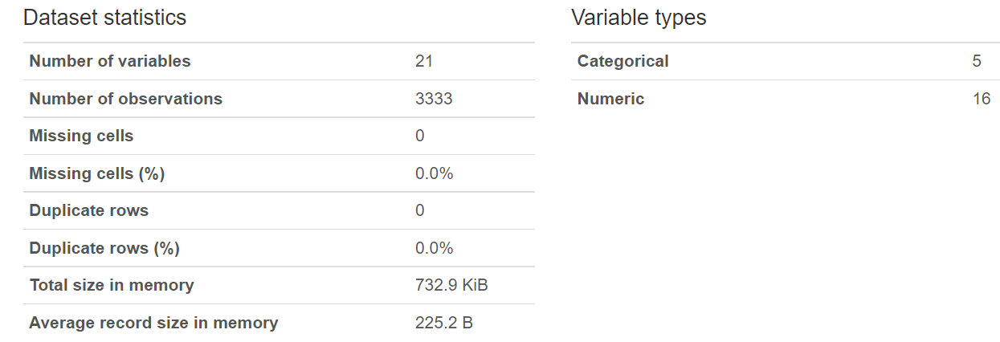 Dataset statistics
Number of variables 21
Number of observations 3333
Missing cells 0
Missing cells (%) 0.0%
Duplicate rows 0
Duplicate rows (%) 0.0%
Total size in memory 732.9 KiB
Average record size in memory 225.2 B
Variable types
Categorical 5
Numeric 16